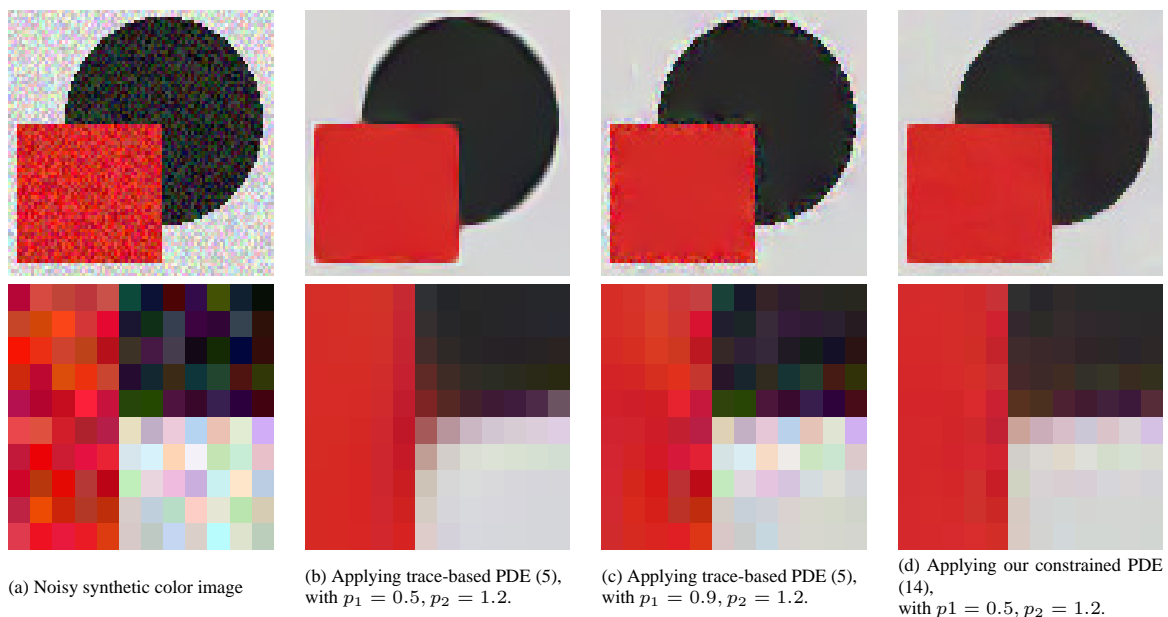 (a) Noisy synthetic color image
(b) Applying trace-based PDE (5),
with p₁ = 0.5, p₂ = 1.2.
(c) Applying trace-based PDE (5),
with p₁ = 0.9, p₂ = 1.2.
(d) Applying our constrained PDE
(14),
with p1 = 0.5, p₂ = 1.2.